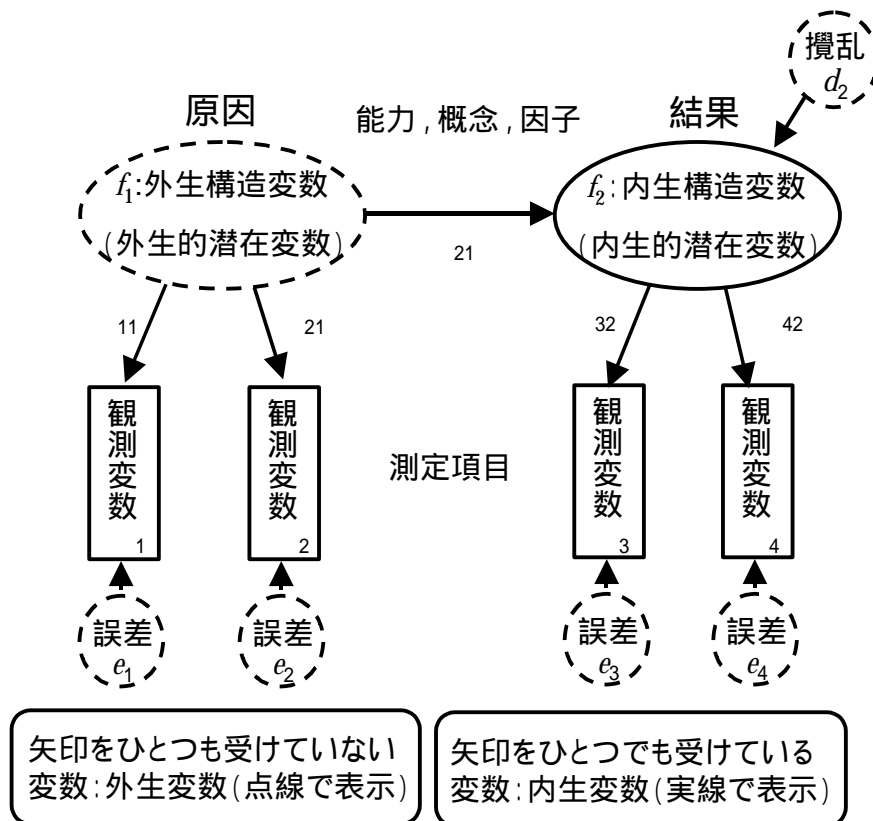 攪乱
d2
原因
能力 , 概念 , 因子
結果
f1:外生構造変数
(外生的潜在変数)
21
f2:内生構造変数
(内生的潜在変数)
11
21
32
42
観測変数1
観測変数2
測定項目
観測変数3
観測変数4
誤差
e1
誤差
e2
誤差
e3
誤差
e4
矢印をひとつも受けていない
変数:外生変数(点線で表示)
矢印をひとつでも受けている
変数:内生変数(実線で表示)